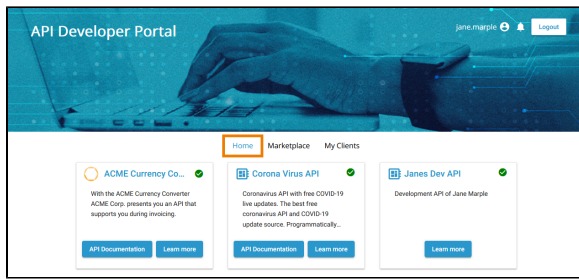 API Developer Portal
jane.marple
Logout
Home Marketplace My Clients
ACME Currency Co...
With the ACME Currency Converter
ACME Corp. presents you an API that
supports you during invoicing.
API Documentation Learn more
Corona Virus API
Coronavirus API with free COVID-19
live updates. The best free
coronavirus API and COVID-19
update source. Programmatically...
API Documentation Learn more
Janes Dev API
Development API of Jane Marple
Learn more